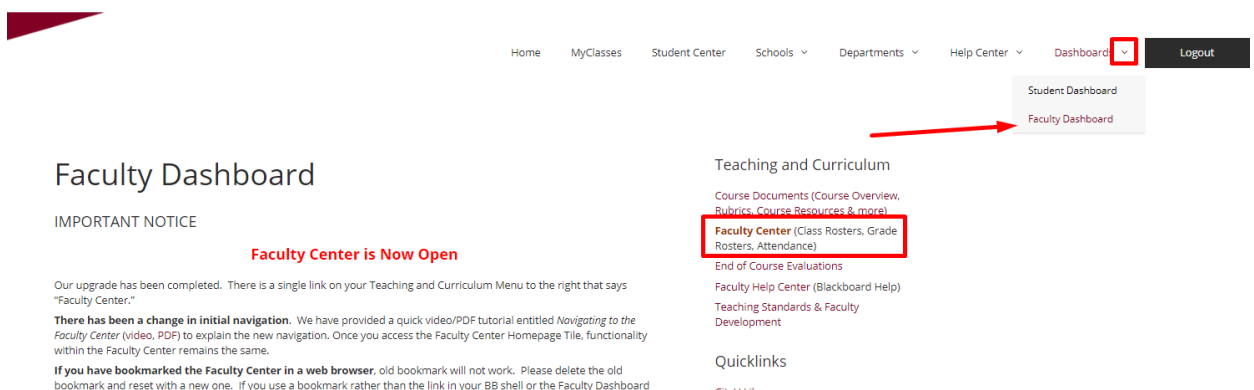 Home MyClasses Student Center Schools Departments Help Center Dashboards Logout
Student Dashboard
Faculty Dashboard
Faculty Dashboard
IMPORTANT NOTICE
Faculty Center is Now Open
Our upgrade has been completed. There is a single link on your Teaching and Curriculum Menu to the right that says
“Faculty Center.”
There has been a change in initial navigation. We have provided a quick video/PDF tutorial entitled Navigating to the
Faculty Center (video, PDF) to explain the new navigation. Once you access the Faculty Center Homepage Tile, functionality
within the Faculty Center remains the same.
If you have bookmarked the Faculty Center in a web browser, old bookmark will not work. Please delete the old
bookmark and reset with a new one. If you use a bookmark rather than the link in your BB shell or the Faculty Dashboard
Teaching and Curriculum
Course Documents (Course Overview,
Rubrics, Course Resources & more)
Faculty Center (Class Rosters, Grade
Rosters, Attendance)
End of Course Evaluations
Faculty Help Center (Blackboard Help)
Teaching Standards & Faculty
Development
Quicklinks